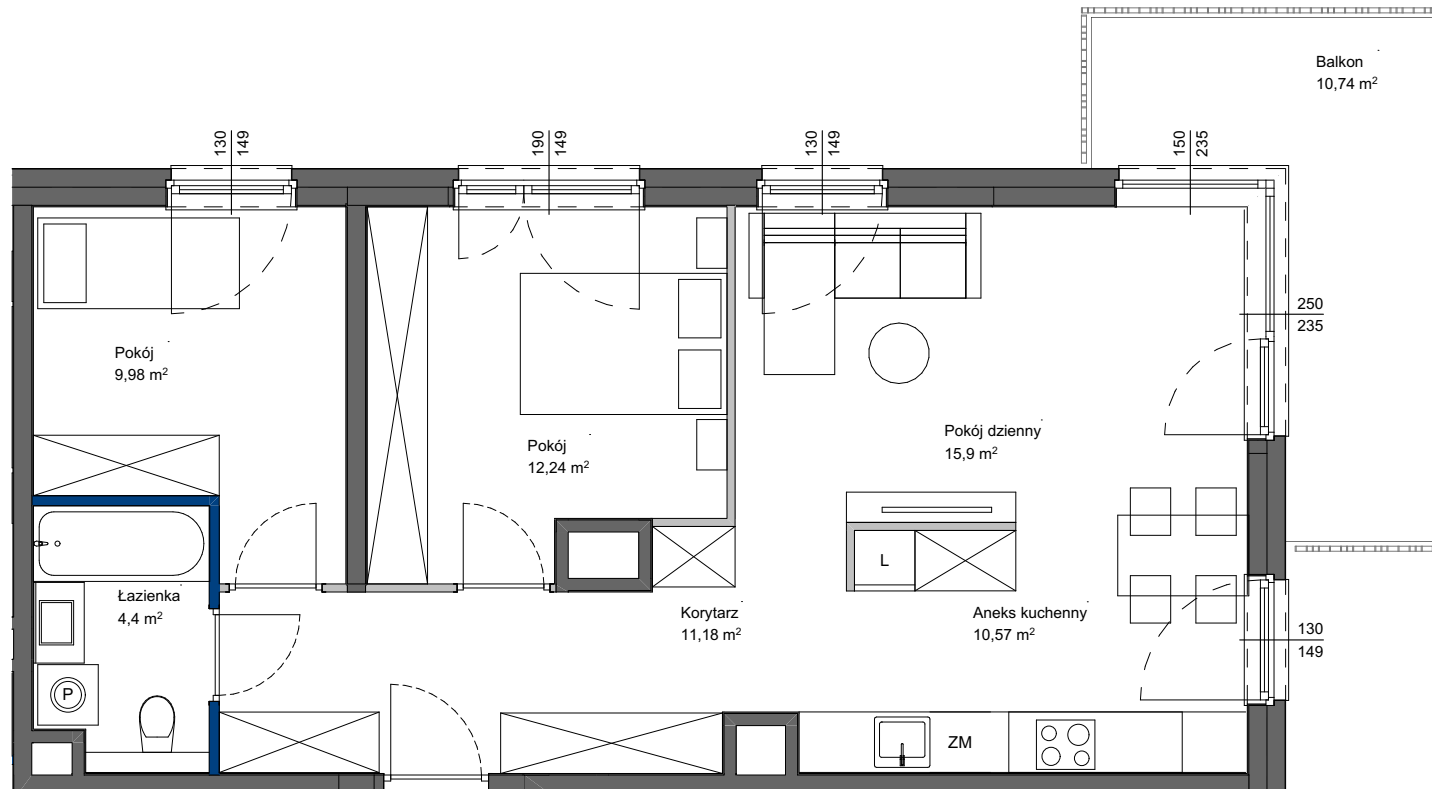 Balkon
10,74 m²
130
149
190
149
130
149
150
235
250
235
Pokój
9,98 m²
Pokój
12,24 m²
Pokój dzienny
15,9 m²
L
Łazienka
4,4 m²
Korytarz
11,18 m²
Aneks kuchenny
10,57 m²
130
149
P
ZM